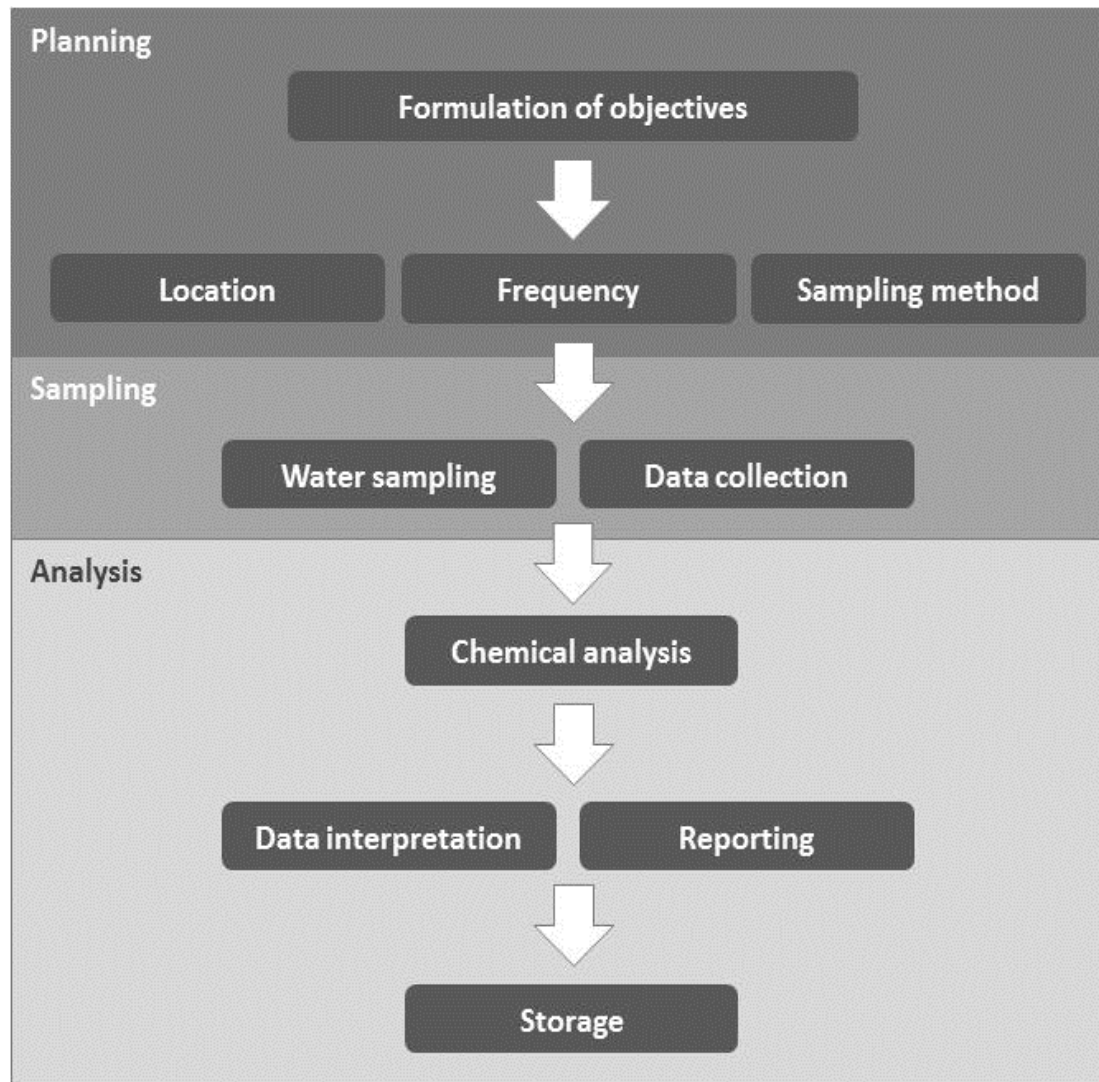 Planning
Formulation of objectives
Location
Frequency
Sampling method
Sampling
Water sampling
Data collection
Analysis
Chemical analysis
Data interpretation
Reporting
Storage